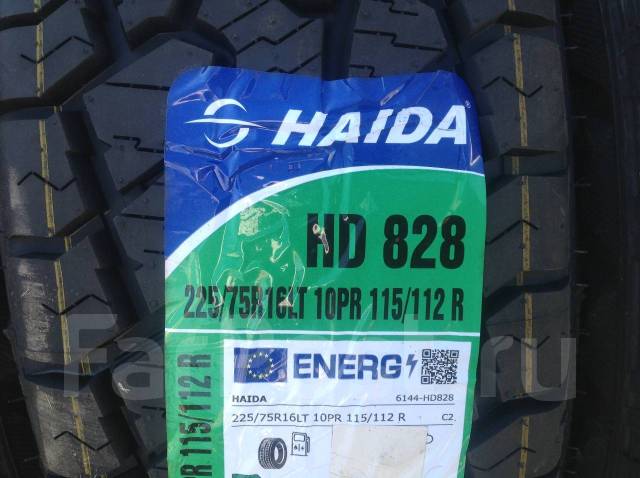 HAIDA
HD 828
225/75R16LT 10PR 115/112 R
PR 115/112 R
ENERG
HAIDA 6144-HD828
225/75R16LT 10PR 115/112 R C2